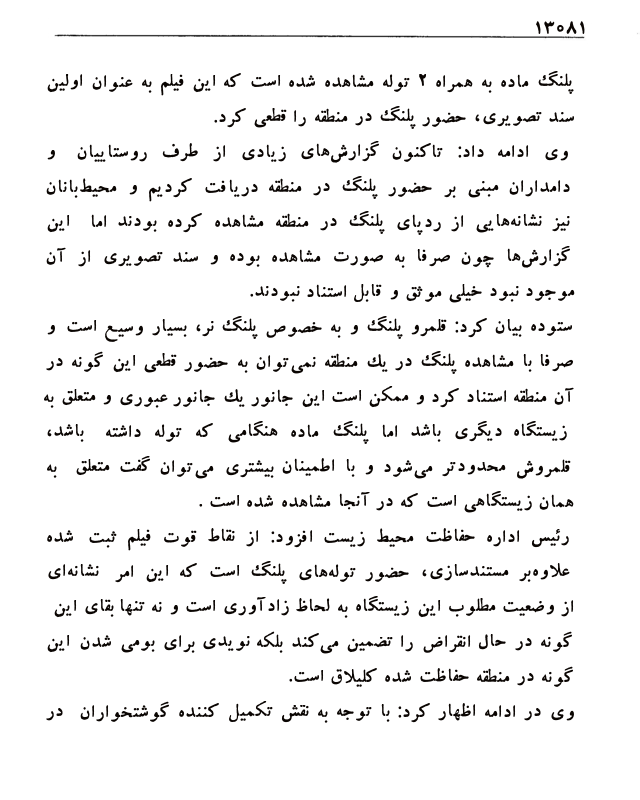 ۱۳۰۸۱
پلنگ ماده به همراه ۲ توله مشاهده شده است که این فیلم به عنوان اولین
سند تصویری، حضور پلنگ در منطقه را قطعی کرد.
وی ادامه داد: تاکنون گزارش‌های زیادی از طرف روستاییان و
دامداران مبنی بر حضور پلنگ در منطقه دریافت کردیم و محیط‌بانان
نیز نشانه‌هایی از ردپای پلنگ در منطقه مشاهده کرده بودند اما این
گزارش‌ها چون صرفا به صورت مشاهده بوده و سند تصویری از آن
موجود نبود خیلی موثق و قابل استناد نبودند.
ستوده بیان کرد: قلمرو پلنگ و به خصوص پلنگ نر، بسیار وسیع است و
صرفا با مشاهده پلنگ در یك منطقه نمی‌توان به حضور قطعی این گونه در
آن منطقه استناد کرد و ممکن است این جانور یك جانور عبوری و متعلق به
زیستگاه دیگری باشد اما پلنگ ماده هنگامی که توله داشته باشد،
قلمروش محدودتر می‌شود و با اطمینان بیشتری می‌توان گفت متعلق به
همان زیستگاهی است که در آنجا مشاهده شده است .
رئیس اداره حفاظت محیط زیست افزود: از نقاط قوت فیلم ثبت شده
علاوه‌بر مستندسازی، حضور توله‌های پلنگ است که این امر نشانه‌ای
از وضعیت مطلوب این زیستگاه به لحاظ زادآوری است و نه تنها بقای این
گونه در حال انقراض را تضمین می‌کند بلکه نویدی برای بومی شدن این
گونه در منطقه حفاظت شده کلیلاق است.
وی در ادامه اظهار کرد: با توجه به نقش تکمیل کننده گوشتخواران در